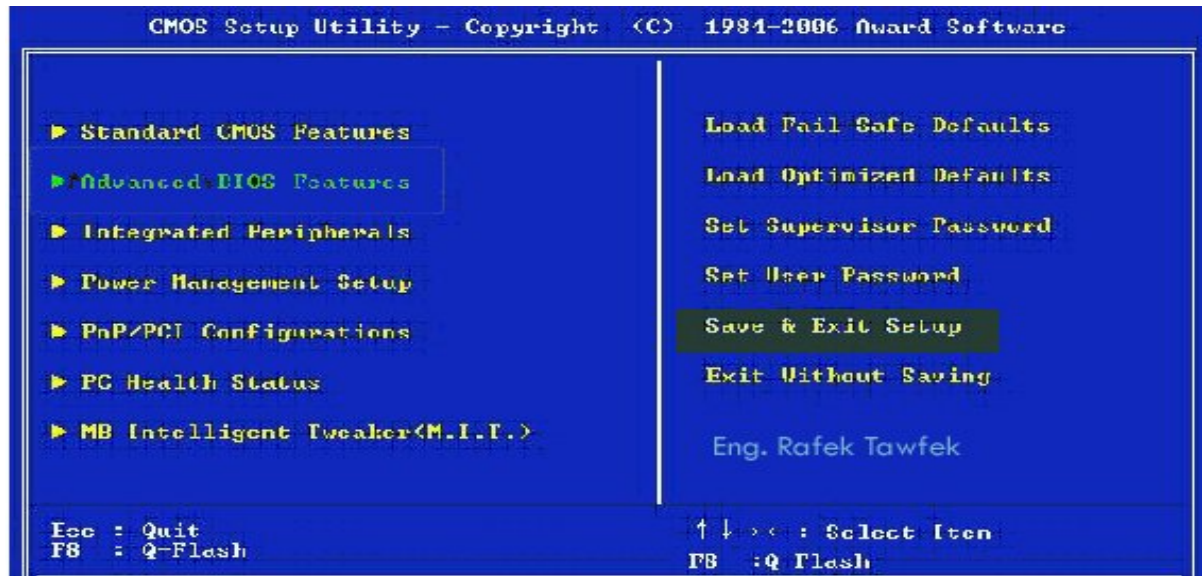 CMOS Setup Utility - Copyright (C) 1984-2006 Award Software
▶ Standard CMOS Features
▶ Advanced BIOS Features
▶ Integrated Peripherals
▶ Power Management Setup
▶ PnP/PCI Configurations
▶ PC Health Status
▶ MB Intelligent Tweaker(M.I.T.)
Load Fail-Safe Defaults
Load Optimized Defaults
Set Supervisor Password
Set User Password
Save & Exit Setup
Exit Without Saving
Eng. Rafek Tawfek
Esc : Quit
F8 : Q-Flash
↑↓→← : Select Item
F8 :Q Flash